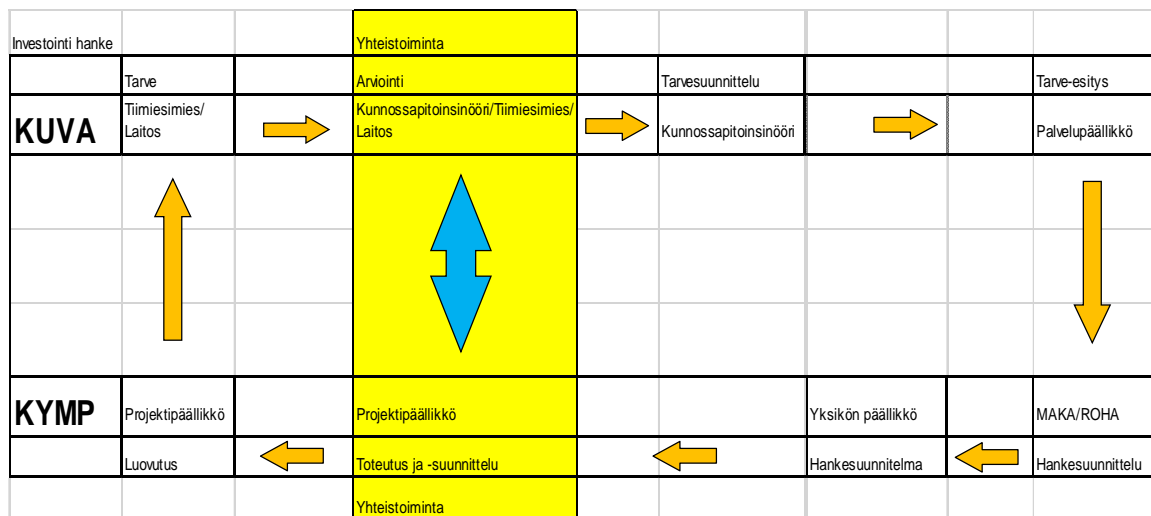 Investointi hanke
Yhteistoiminta
Tarve
Arviointi
Tarvesuunnittelu
Tarve-esitys
KUVA
Tiimiesimies/
Laitos
Kunnossapitoinsinööri/Tiimiesimies/
Laitos
Kunnossapitoinsinööri
Palvelupäällikkö
KYMP
Projektipäällikkö
Projektipäällikkö
Yksikön päällikkö
MAKA/ROHA
Luovutus
Toteutus ja -suunnittelu
Hankesuunnitelma
Hankesuunnittelu
Yhteistoiminta